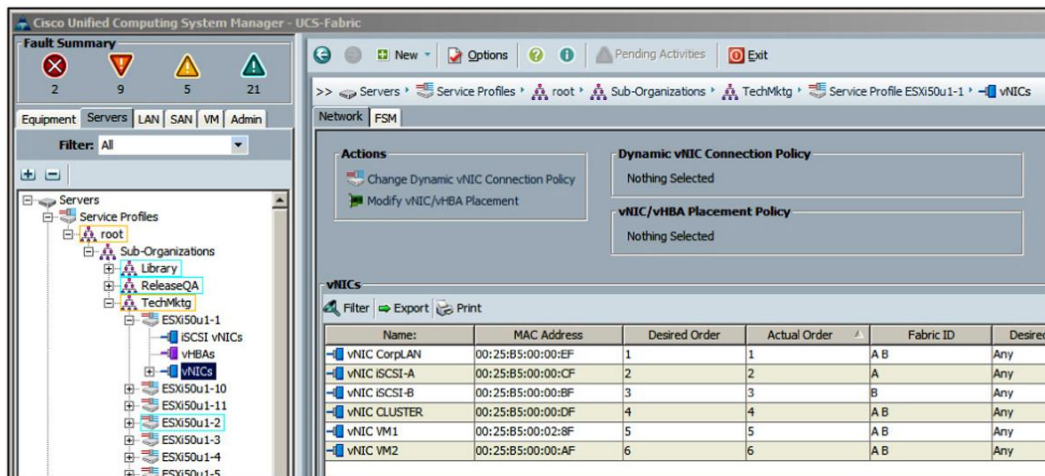 Cisco Unified Computing System Manager - UCS-Fabric
Fault Summary
2 9 5 21
Equipment Servers LAN SAN VM Admin
Filter: All
Servers
Service Profiles
root
Sub-Organizations
Library
ReleaseQA
TechMktg
ESXi50u1-1
iSCSI vNICs
vHBAs
vNICs
ESXi50u1-10
ESXi50u1-11
ESXi50u1-2
ESXi50u1-3
ESXi50u1-4
ESXi50u1-5
New Options Pending Activities Exit
>> Servers Service Profiles root Sub-Organizations TechMktg Service Profile ESXi50u1-1 vNICs
Network FSM
Actions
Change Dynamic vNIC Connection Policy
Modify vNIC/vHBA Placement
Dynamic vNIC Connection Policy
Nothing Selected
vNIC/vHBA Placement Policy
Nothing Selected
vNICs
Filter Export Print
Name: MAC Address Desired Order Actual Order Fabric ID Desired
vNIC CorpLAN 00:25:B5:00:00:EF 1 1 A B Any
vNIC iSCSI-A 00:25:B5:00:00:CF 2 2 A Any
vNIC iSCSI-B 00:25:B5:00:00:BF 3 3 B Any
vNIC CLUSTER 00:25:B5:00:00:DF 4 4 A B Any
vNIC VM1 00:25:B5:00:02:8F 5 5 A B Any
vNIC VM2 00:25:B5:00:00:AF 6 6 A B Any